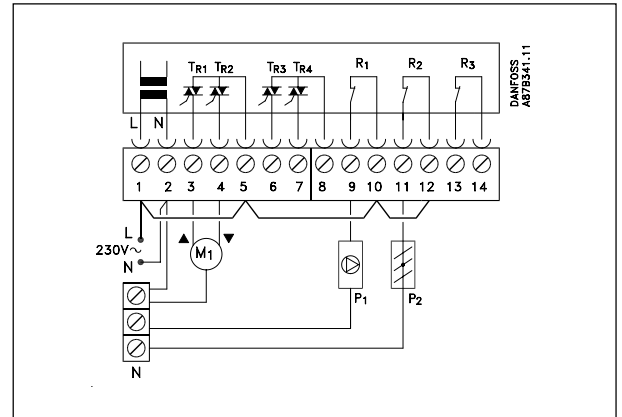 TR1 TR2 TR3 TR4 R1 R2 R3
DANFOSS
A87B341.11
L N
1 2 3 4 5 6 7 8 9 10 11 12 13 14
L
230V~
N
M1
P1 P2
N